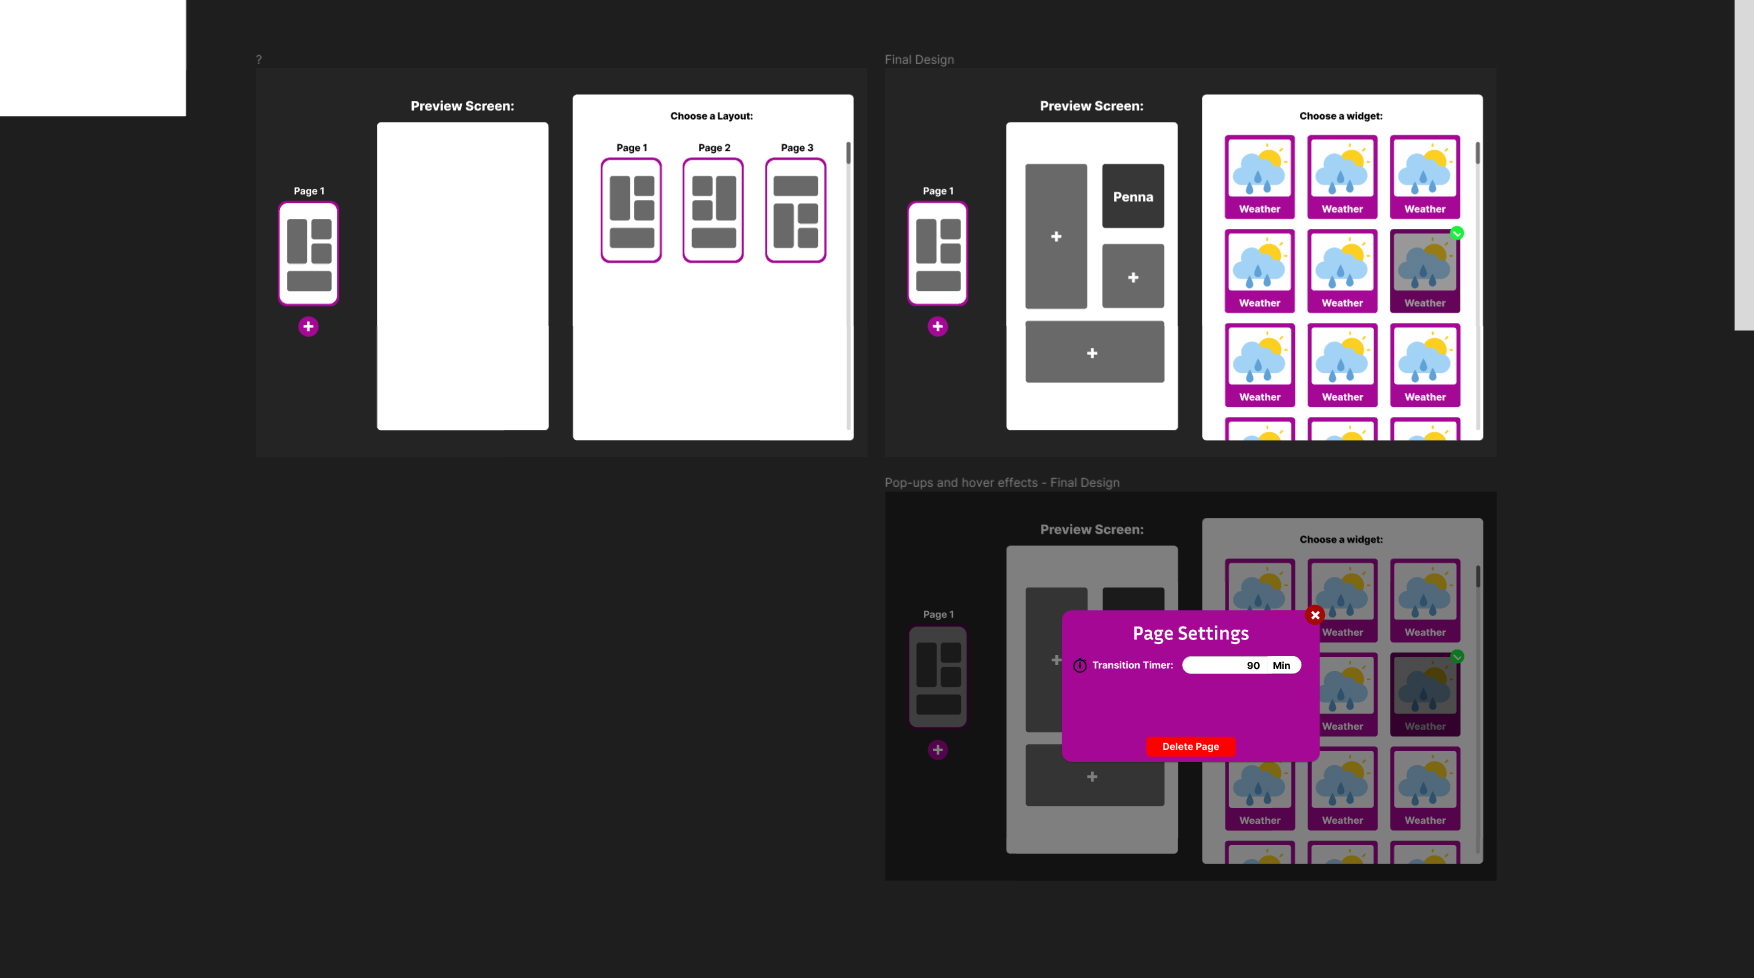 ?
Preview Screen:
Choose a Layout:
Page 1
Page 2
Page 3
Page 1
Final Design
Preview Screen:
Choose a widget:
Page 1
Penna
Weather
Weather
Weather
Weather
Weather
Weather
Weather
Weather
Weather
Pop-ups and hover effects - Final Design
Preview Screen:
Choose a widget:
Page 1
Weather
Weather
Weather
Weather
Weather
Weather
Weather
Page Settings
Transition Timer: 90 Min
Delete Page